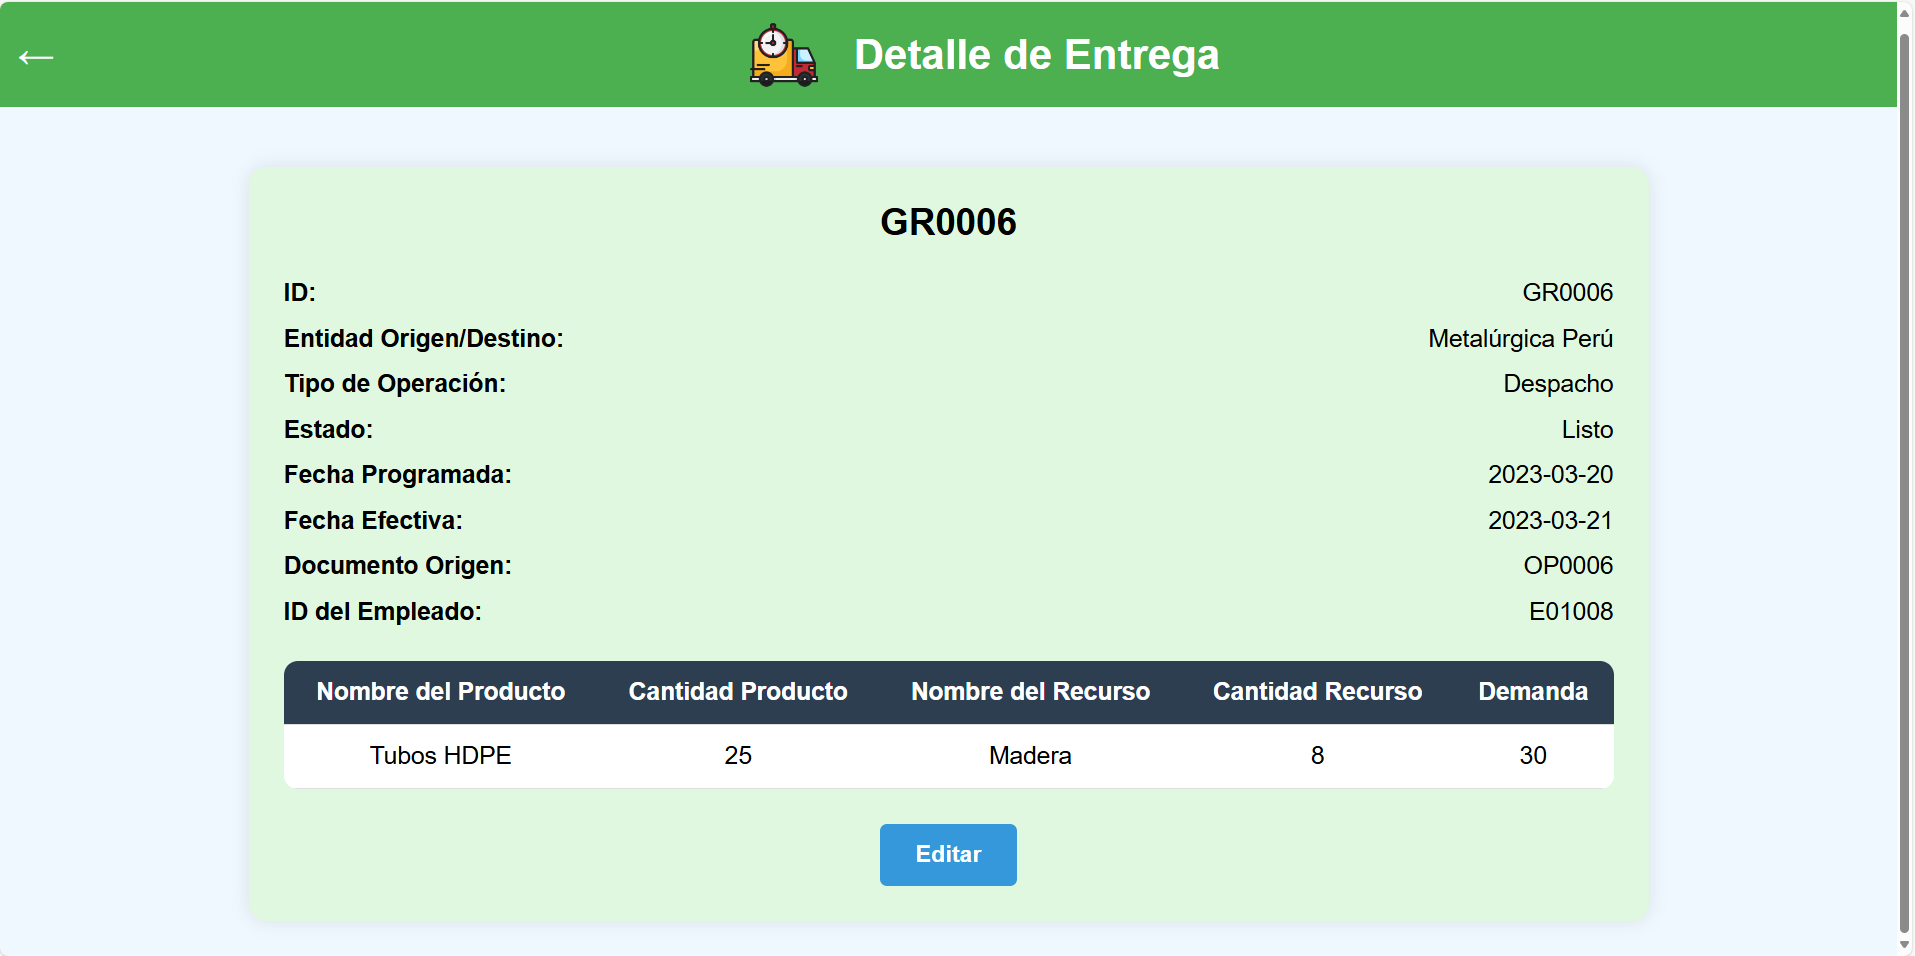 Detalle de Entrega
GR0006
ID: GR0006
Entidad Origen/Destino: Metalúrgica Perú
Tipo de Operación: Despacho
Estado: Listo
Fecha Programada: 2023-03-20
Fecha Efectiva: 2023-03-21
Documento Origen: OP0006
ID del Empleado: E01008
Nombre del Producto Cantidad Producto Nombre del Recurso Cantidad Recurso Demanda
Tubos HDPE 25 Madera 8 30
Editar